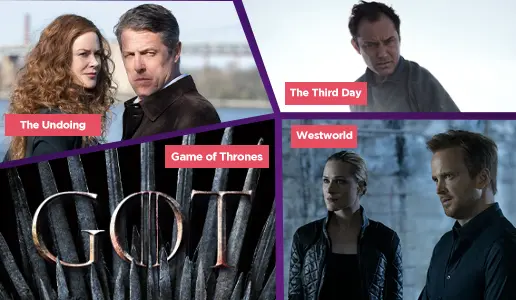 The Third Day
The Undoing
Westworld
Game of Thrones
GOT